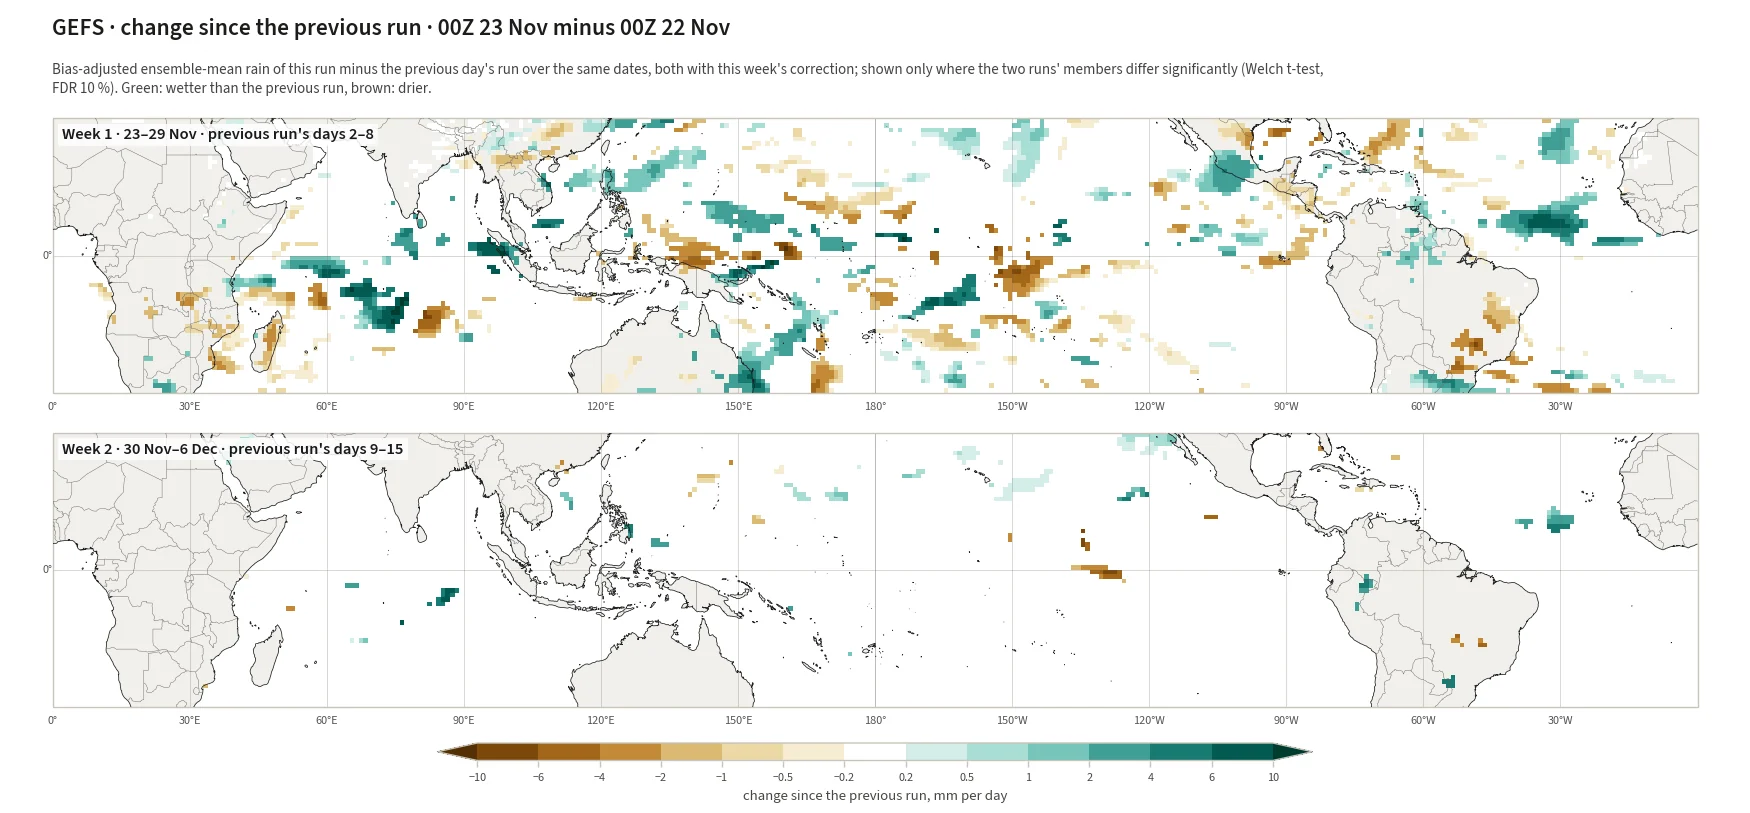 GEFS · change since the previous run · 00Z 23 Nov minus 00Z 22 Nov
Bias-adjusted ensemble-mean rain of this run minus the previous day's run over the same dates, both with this week's correction; shown only where the two runs' members differ significantly (Welch t-test,
FDR 10 %). Green: wetter than the previous run, brown: drier.
Week 1 · 23–29 Nov · previous run's days 2–8
0°
0° 30°E 60°E 90°E 120°E 150°E 180° 150°W 120°W 90°W 60°W 30°W
Week 2 · 30 Nov–6 Dec · previous run's days 9–15
0°
0° 30°E 60°E 90°E 120°E 150°E 180° 150°W 120°W 90°W 60°W 30°W
−10 −6 −4 −2 −1 −0.5 −0.2 0.2 0.5 1 2 4 6 10
change since the previous run, mm per day